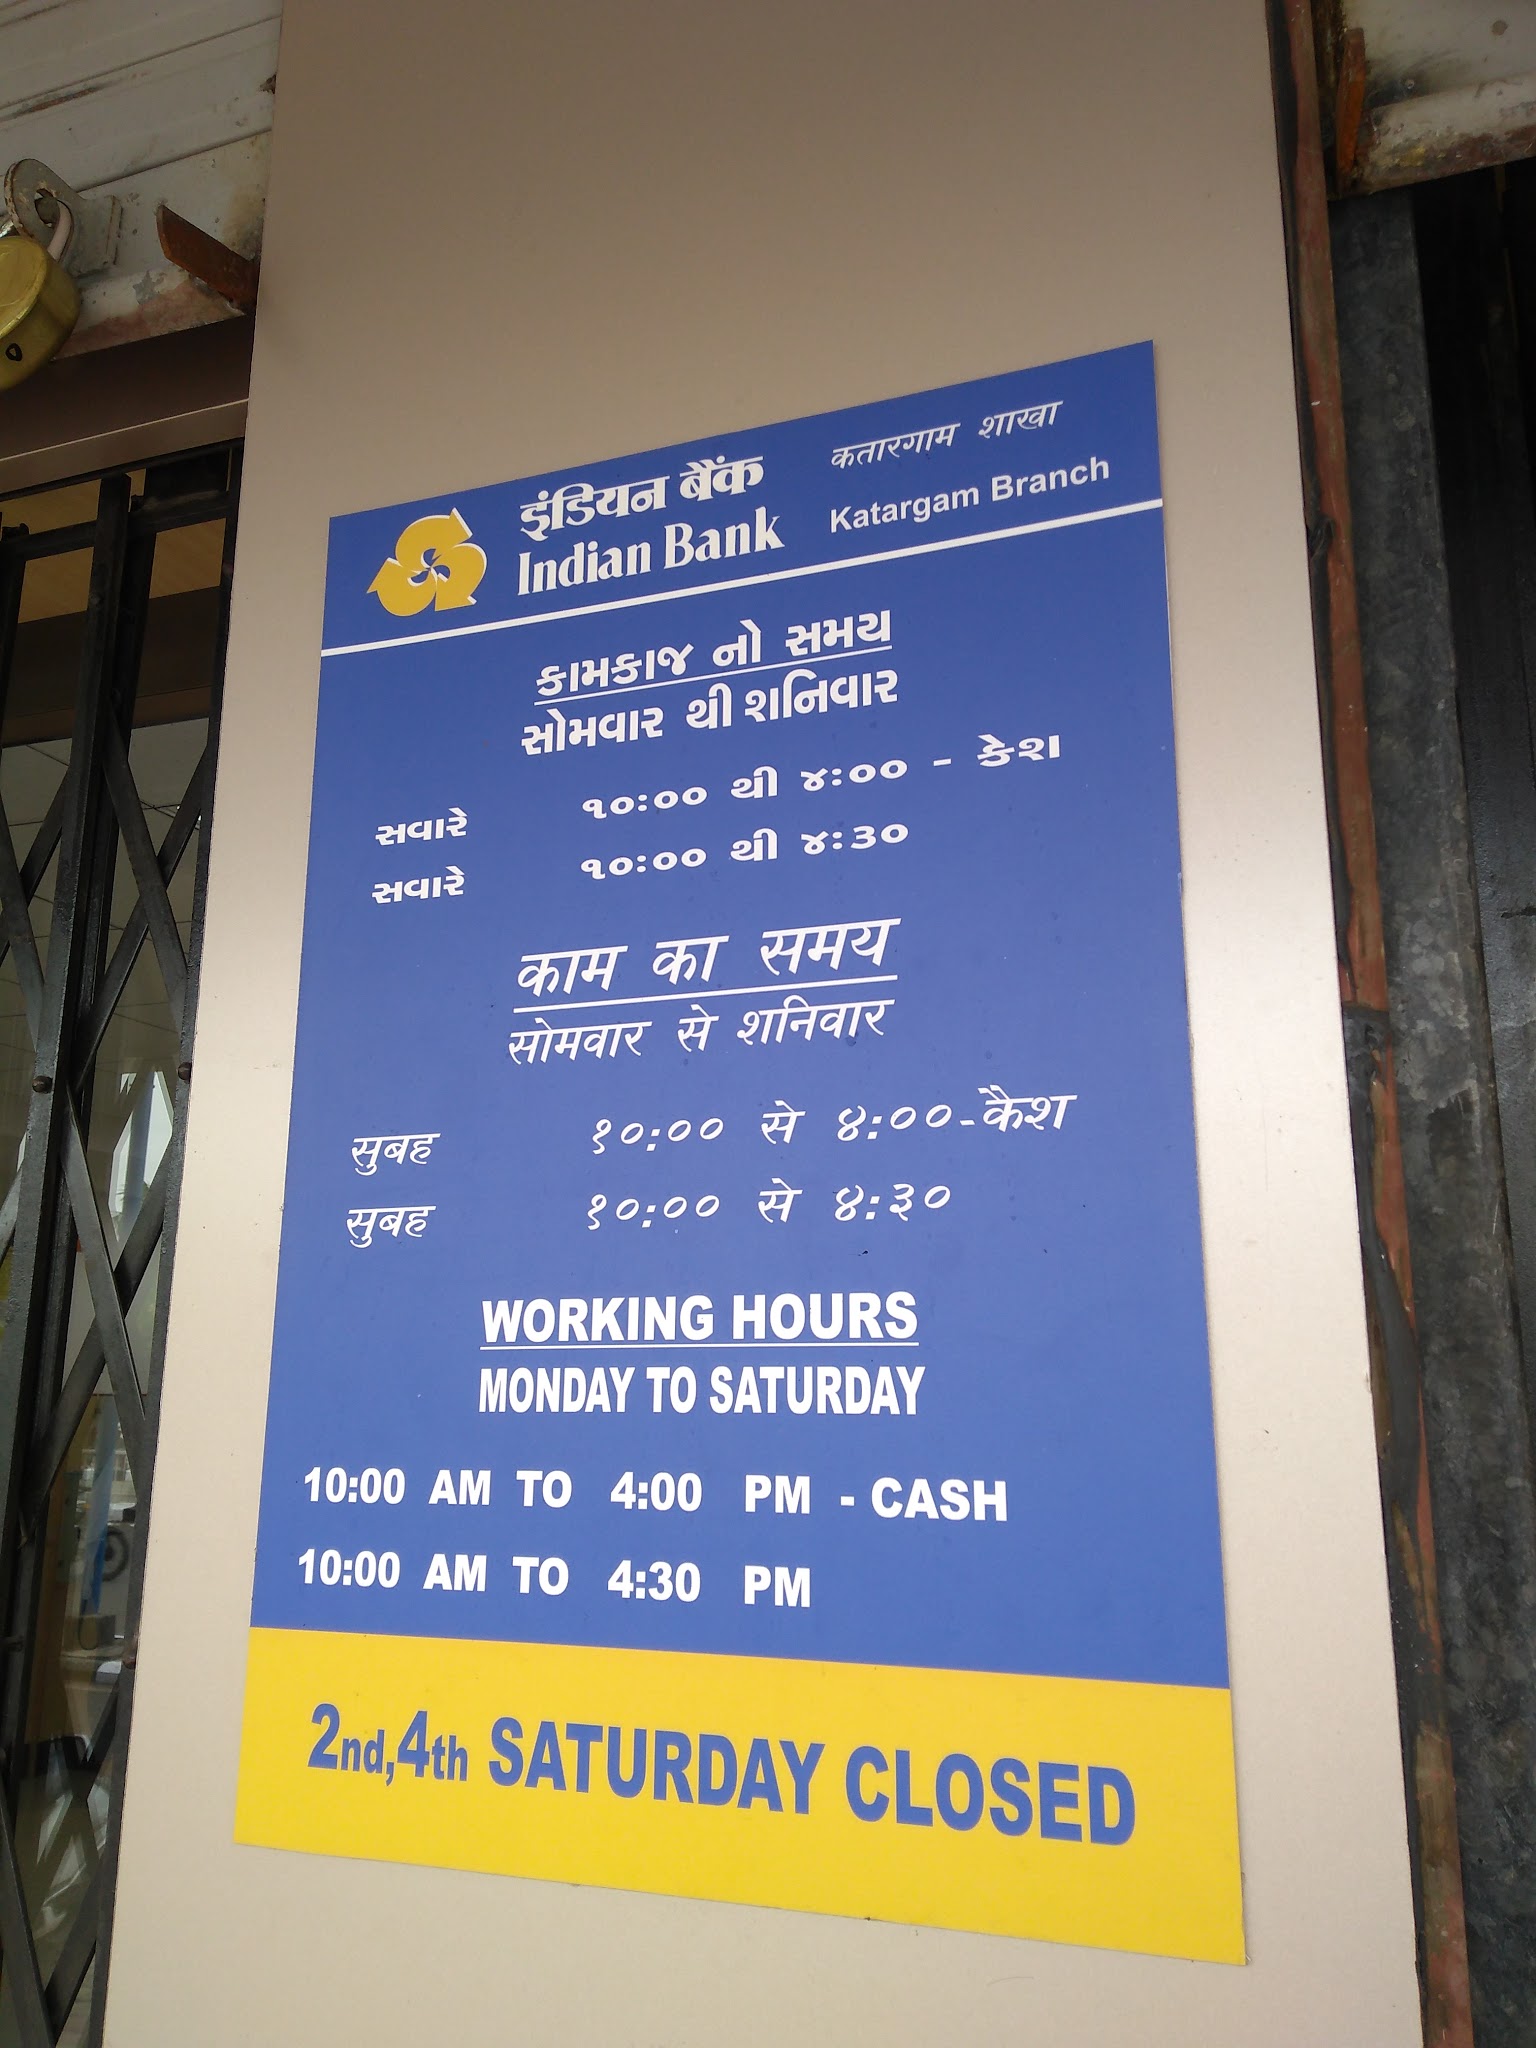 इंडियन बैंक
Indian Bank
कतारगाम शाखा
Katargam Branch
કામકાજ નો સમય
સોમવાર થી શનિવાર
સવારે ૧૦:૦૦ થી ૪:૦૦ - કેશ
સવારે ૧૦:૦૦ થી ૪:૩૦
काम का समय
सोमवार से शनिवार
सुबह १०:०० से ४:००-कैश
सुबह १०:०० से ४:३०
WORKING HOURS
MONDAY TO SATURDAY
10:00 AM TO 4:00 PM - CASH
10:00 AM TO 4:30 PM
2nd,4th SATURDAY CLOSED